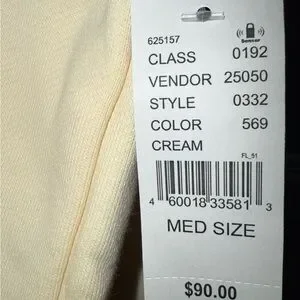 Sensor
625157
CLASS 0192
VENDOR 25050
STYLE 0332
COLOR 569
CREAM
FL_51
4 60018 33581 3
MED SIZE
$90.00